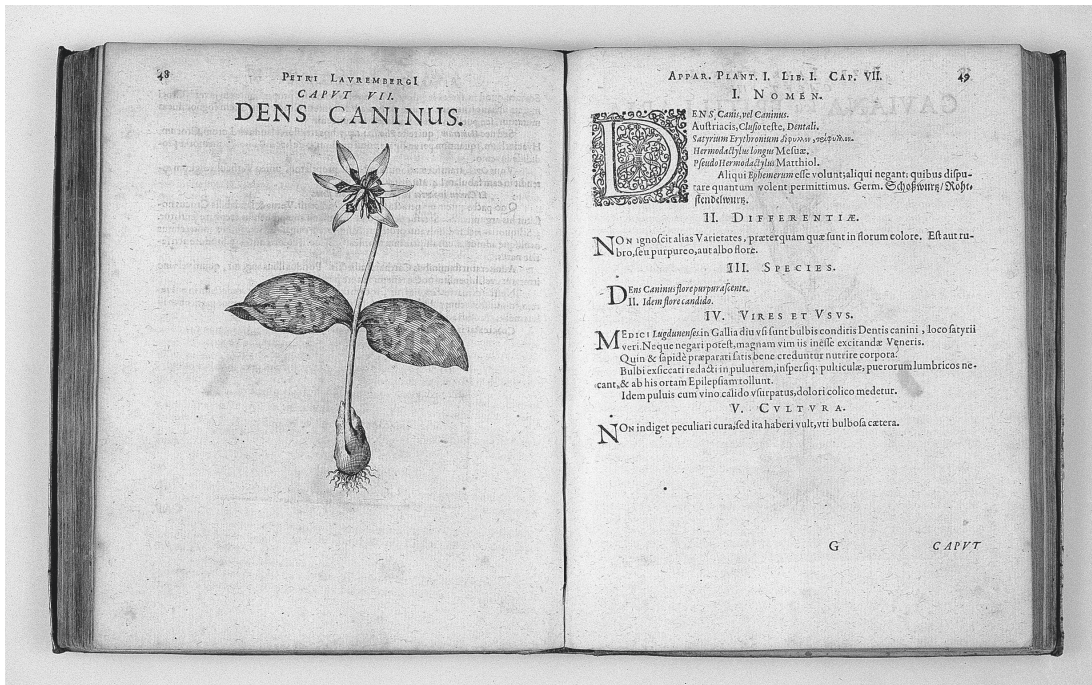 48
PETRI LAVREMBERGI
CAPVT VII.
DENS CANINUS.
APPAR. PLANT. I. LIB. I. CAP. VII. 49
I. NOMEN.
DENS Canis, vel Caninus.
Austriacis, Clusio teste, Dentali.
Satyrium Erythronium
Hermodactylus longus Mesuæ.
PseudoHermodactylus Matthiol.
Aliqui Ephemerum esse volunt; aliqui negant: quibus dispu-
tare quantum volent permittimus. Germ. Schoßwurtz/ Roht-
stendelwurtz.
II. DIFFERENTIÆ.
NON ignoscit alias Varietates, præterquam quæ sunt in florum colore. Est aut ru-
bro, seu purpureo, aut albo flore.
III. SPECIES.
DEns Caninus flore purpurascente.
II. Idem flore candido.
IV. VIRES ET VSVS.
MEDICI Lugdunenses in Gallia diu vsi sunt bulbis conditis Dentis canini, loco satyrii
veri. Neque negari potest, magnam vim iis inesse excitandæ Veneris.
Quin & sapidè præparati satis bene creduntur nutrire corpora.
Bulbi exsiccati redacti in puluerem, inspersiq; pulticulæ, puerorum lumbricos ne-
cant, & ab his ortam Epilepsiam tollunt.
Idem puluis cum vino calido vsurpatus, dolori colico medetur.
V. CVLTVRA.
NON indiget peculiari cura; sed ita haberi vult, vti bulbosa cætera.
G CAPVT